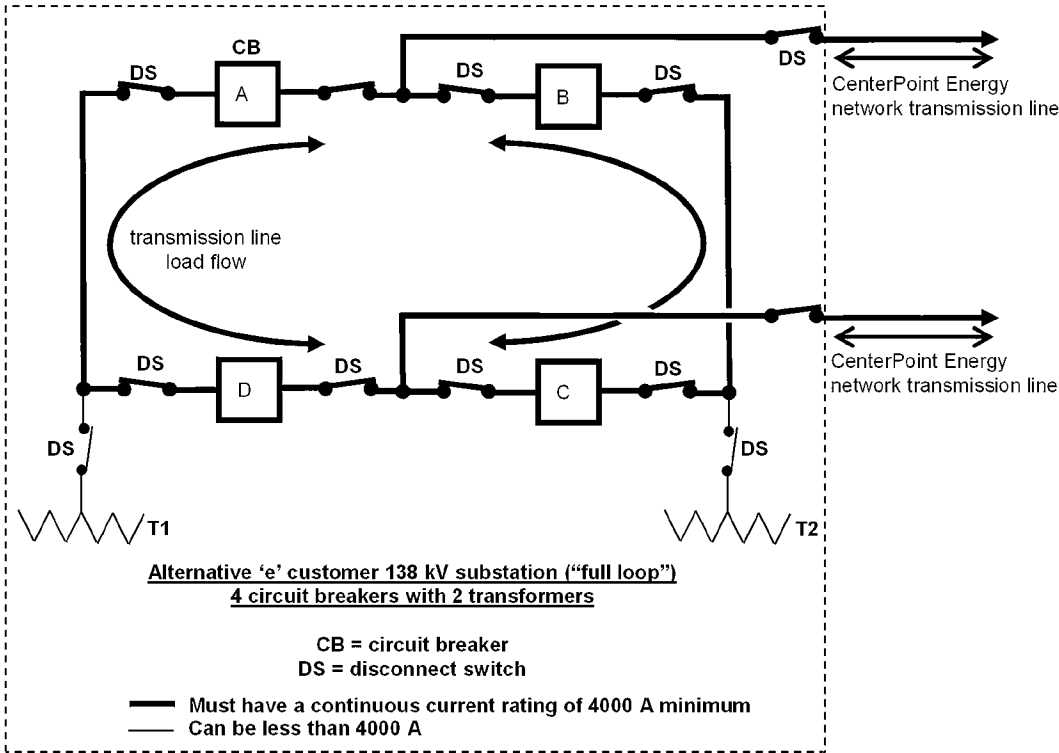 CB
DS
A
DS
B
DS
DS
CenterPoint Energy
network transmission line
transmission line
load flow
DS
D
DS
DS
C
DS
CenterPoint Energy
network transmission line
DS
DS
T1
T2
Alternative ‘e’ customer 138 kV substation (“full loop”)
4 circuit breakers with 2 transformers
CB = circuit breaker
DS = disconnect switch
Must have a continuous current rating of 4000 A minimum
Can be less than 4000 A